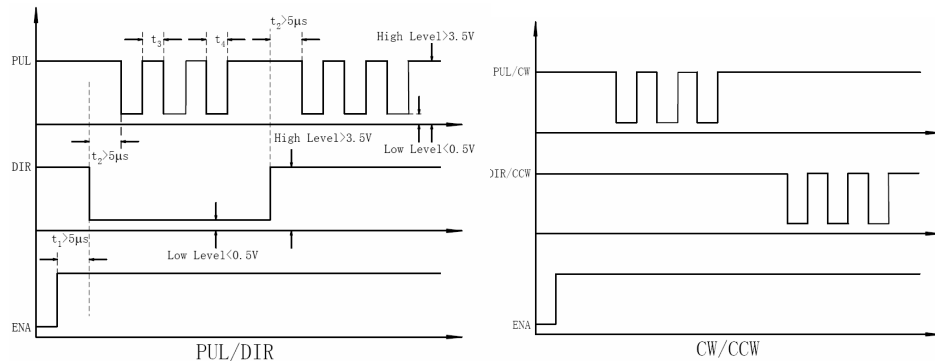 t₂>5μs
t₃
t₄
High Level>3.5V
PUL
PUL/CW
t₂>5μs
High Level>3.5V
Low Level<0.5V
DIR
DIR/CCW
t₁>5μs
Low Level<0.5V
ENA
ENA
PUL/DIR
CW/CCW